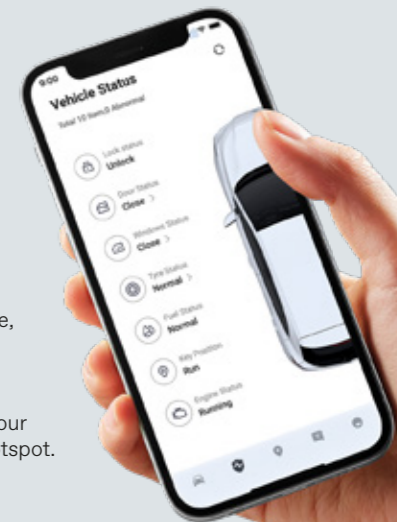 9:00
Vehicle Status
Total 10 Items,0 Abnormal
Lock status
Unlock
Door Status
Close >
Windows Status
Close >
Tyre Status
Normal >
Fuel Status
Normal
Key Position
Run
Engine Status
Running
e,
our
tspot.